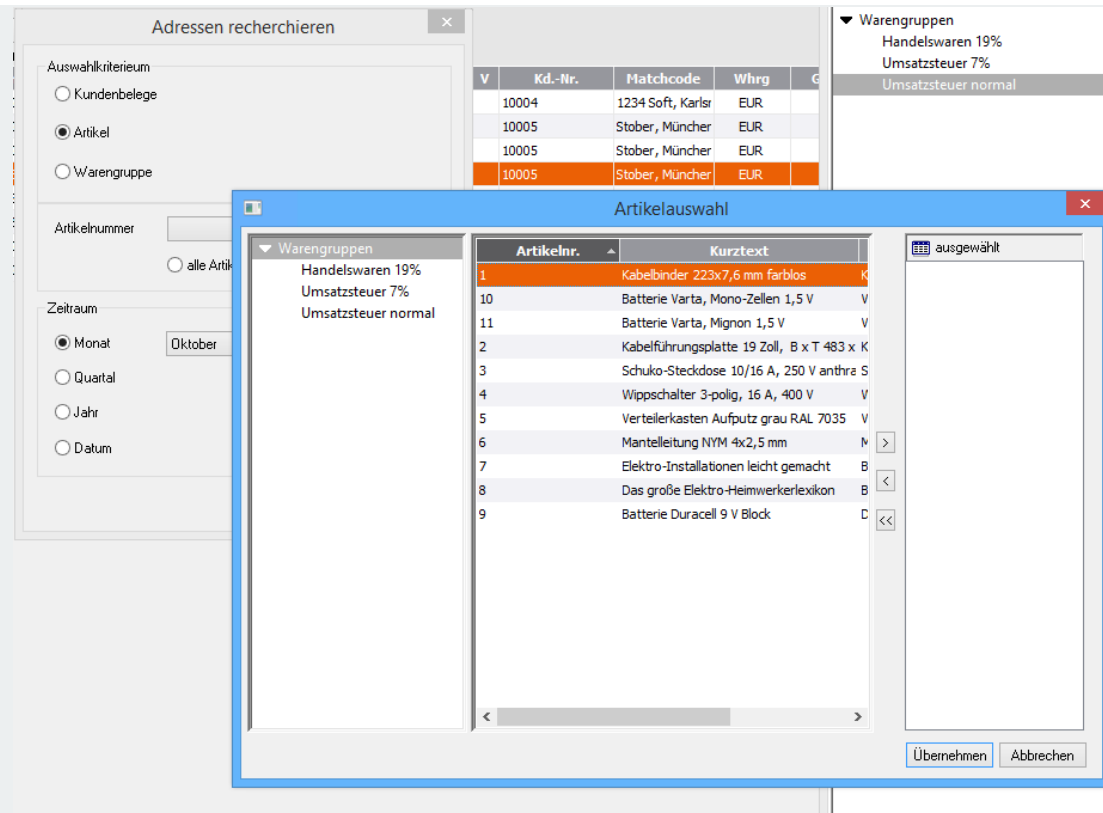 Adressen recherchieren
Auswahlkriterieum
Kundenbelege
Artikel
Warengruppe
Artikelnummer
alle Artik
Zeitraum
Monat
Oktober
Quartal
Jahr
Datum
V Kd.-Nr. Matchcode Whrg G
10004 1234 Soft, Karlsr EUR
10005 Stober, Müncher EUR
10005 Stober, Müncher EUR
10005 Stober, Müncher EUR
Warengruppen
Handelswaren 19%
Umsatzsteuer 7%
Umsatzsteuer normal
Artikelauswahl
Warengruppen
Handelswaren 19%
Umsatzsteuer 7%
Umsatzsteuer normal
Artikelnr. Kurztext
1 Kabelbinder 223x7,6 mm farblos K
10 Batterie Varta, Mono-Zellen 1,5 V V
11 Batterie Varta, Mignon 1,5 V V
2 Kabelführungsplatte 19 Zoll, B x T 483 x K
3 Schuko-Steckdose 10/16 A, 250 V anthra S
4 Wippschalter 3-polig, 16 A, 400 V V
5 Verteilerkasten Aufputz grau RAL 7035 V
6 Mantelleitung NYM 4x2,5 mm M
7 Elektro-Installationen leicht gemacht B
8 Das große Elektro-Heimwerkerlexikon B
9 Batterie Duracell 9 V Block D
>
<
<<
ausgewählt
Übernehmen Abbrechen